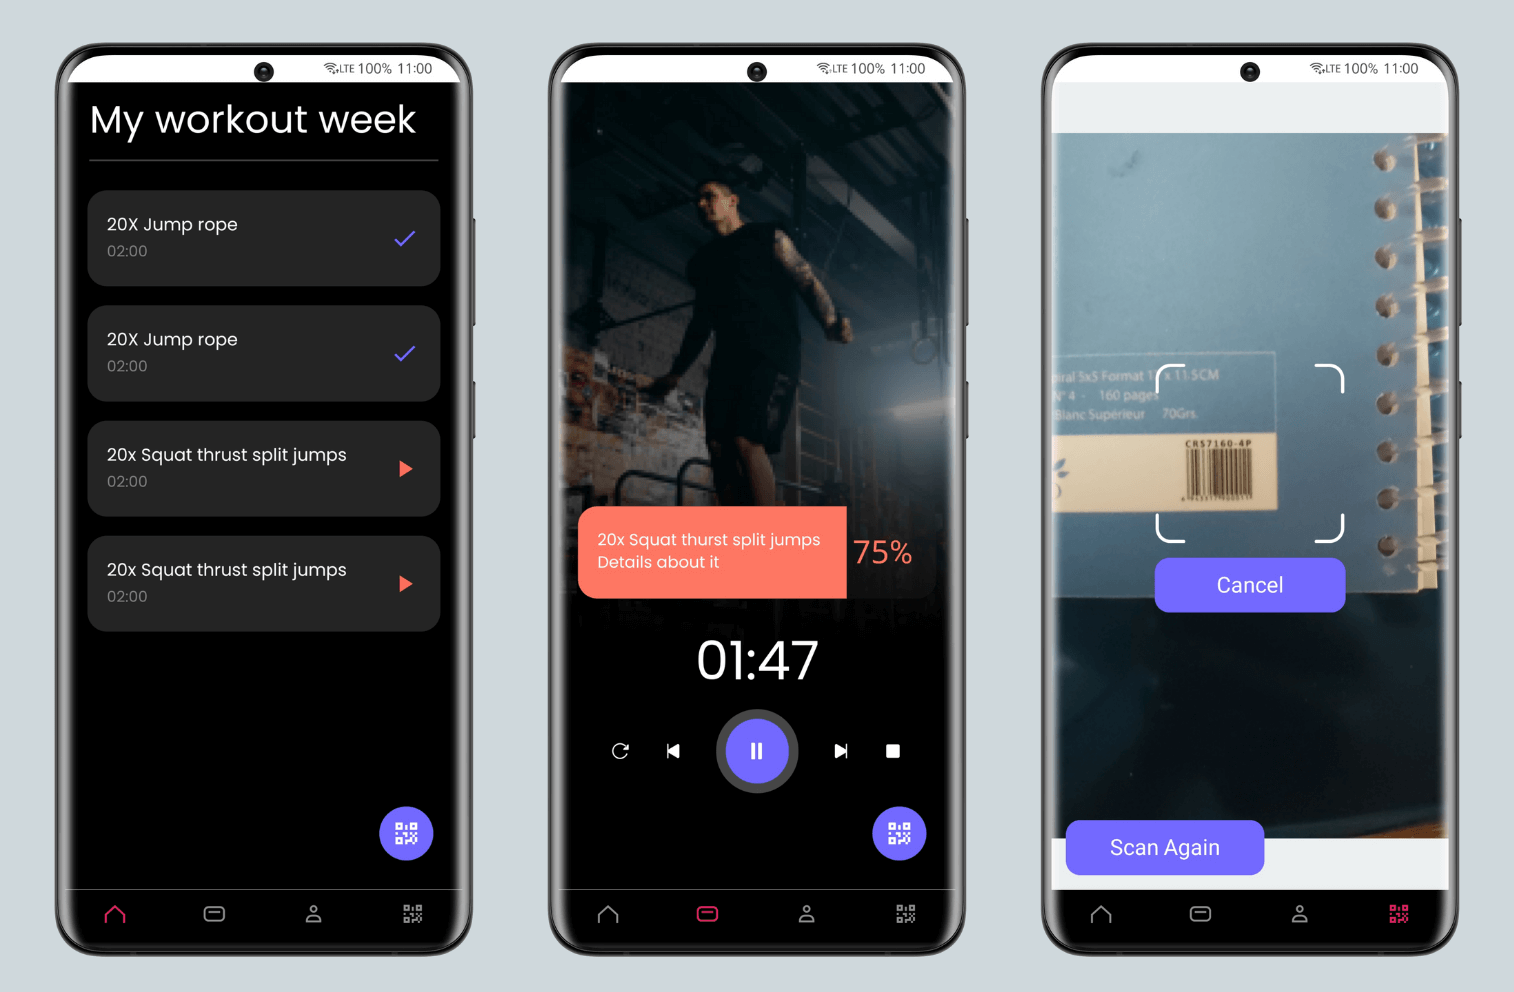 LTE 100% 11:00
My workout week
20X Jump rope
02:00
20X Jump rope
02:00
20x Squat thrust split jumps
02:00
20x Squat thrust split jumps
02:00
LTE 100% 11:00
20x Squat thurst split jumps
Details about it
75%
01:47
LTE 100% 11:00
5x5 Format
x 11.5CM
N° 4 - 160 pages
Blanc Supérieur 70Grs.
CRS7160-4P
Cancel
Scan Again